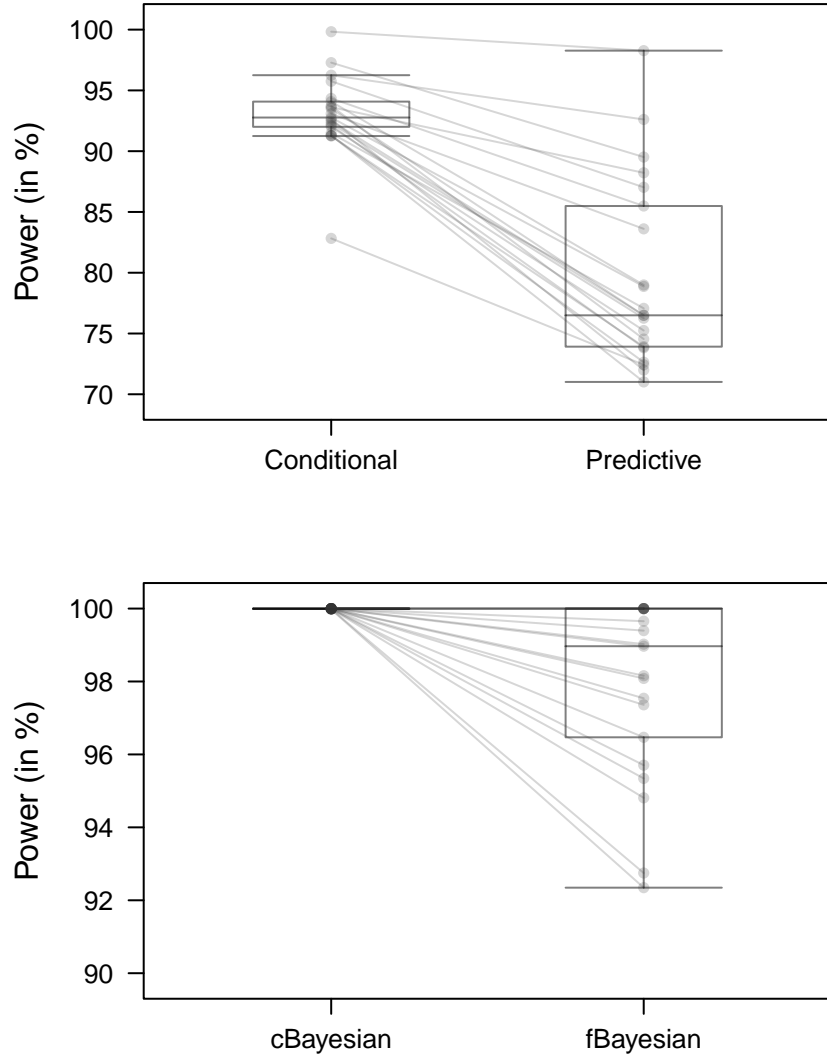 Power (in %)
100
95
90
85
80
75
70
Conditional
Predictive
Power (in %)
100
98
96
94
92
90
cBayesian
fBayesian